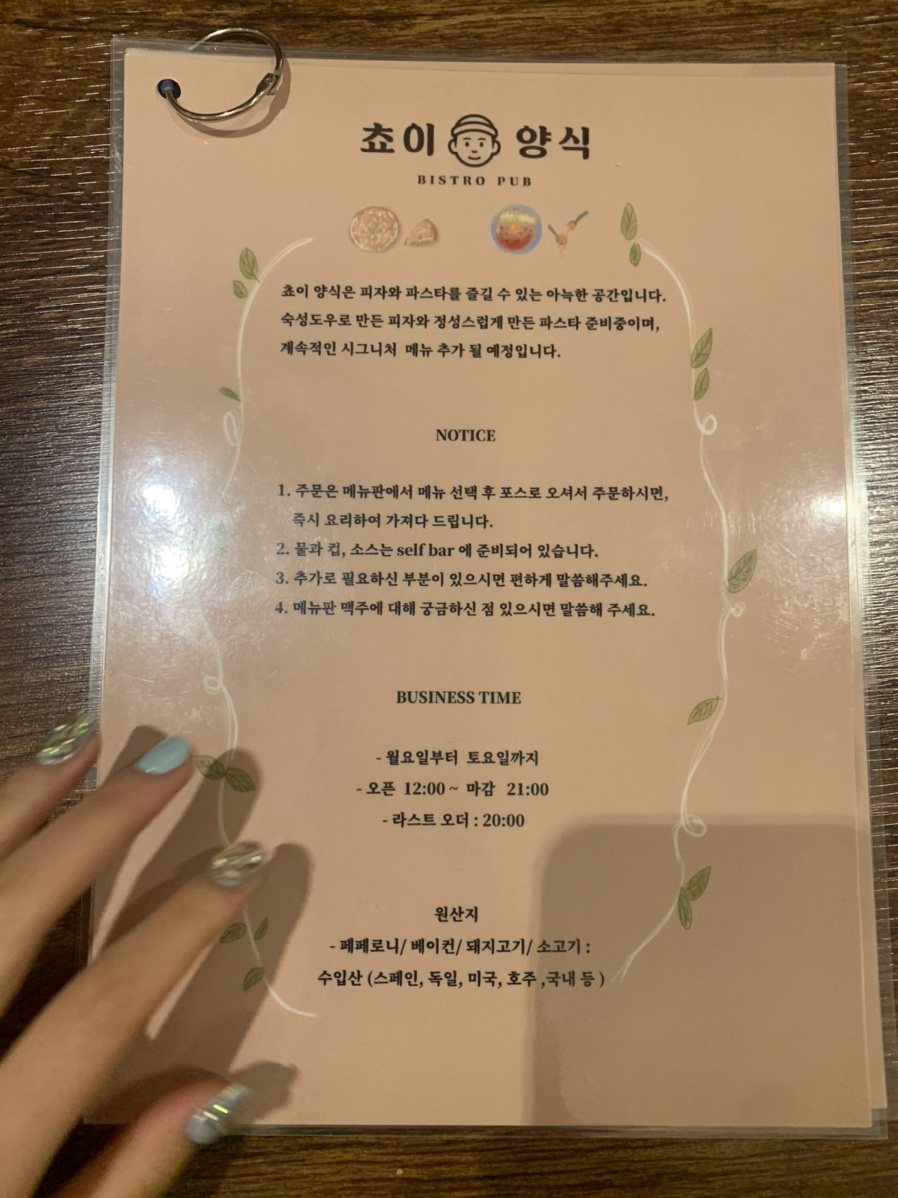 쵸이 양식
BISTRO PUB
쵸이 양식은 피자와 파스타를 즐길 수 있는 아늑한 공간입니다.
숙성도우로 만든 피자와 정성스럽게 만든 파스타 준비중이며,
계속적인 시그니처 메뉴 추가 될 예정입니다.
NOTICE
1. 주문은 메뉴판에서 메뉴 선택 후 포스로 오셔서 주문하시면,
즉시 요리하여 가져다 드립니다.
2. 물과 컵, 소스는 self bar 에 준비되어 있습니다.
3. 추가로 필요하신 부분이 있으시면 편하게 말씀해주세요.
4. 메뉴판 맥주에 대해 궁금하신 점 있으시면 말씀해 주세요.
BUSINESS TIME
- 월요일부터 토요일까지
- 오픈 12:00 ~ 마감 21:00
- 라스트 오더 : 20:00
원산지
- 페페로니/ 베이컨/ 돼지고기/ 소고기 :
수입산 (스페인, 독일, 미국, 호주 ,국내 등 )